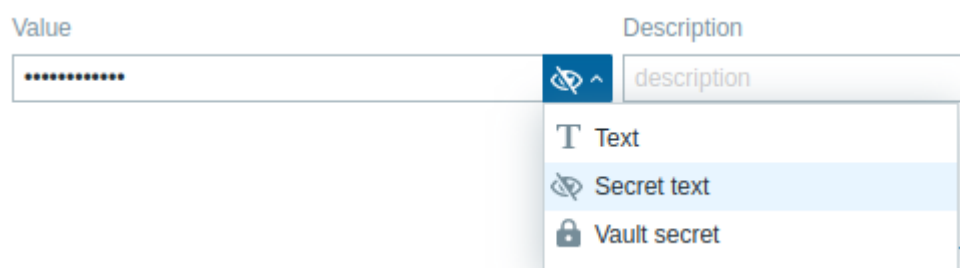 Value Description
•••••••••••• description
Text
Secret text
Vault secret